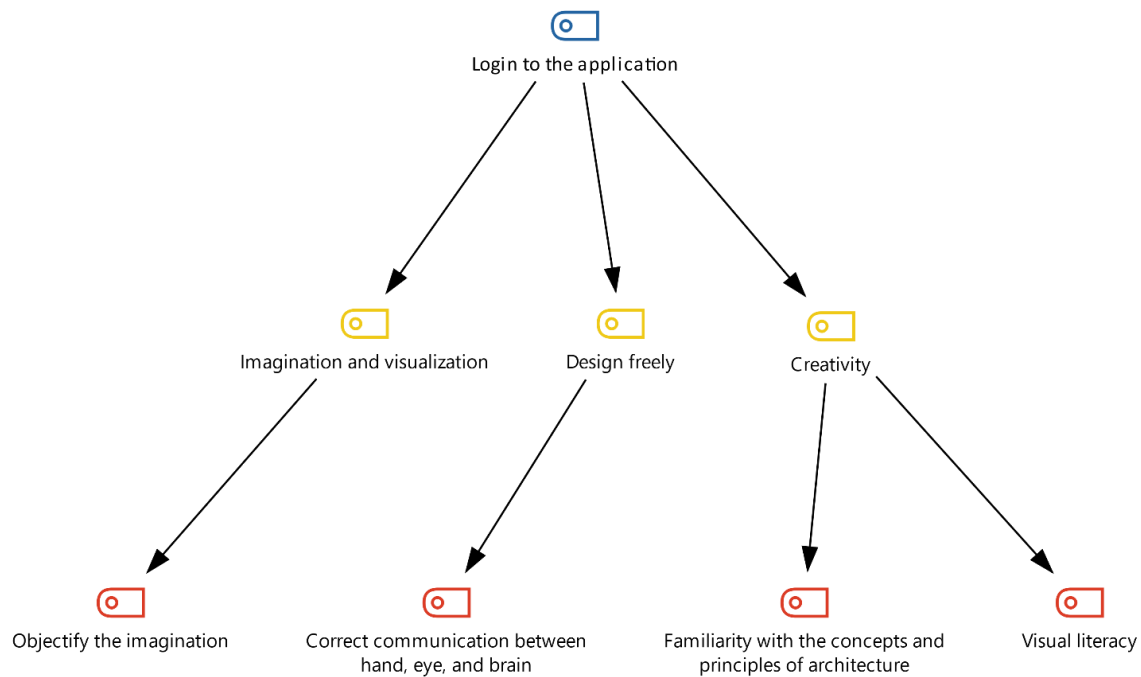 Login to the application
Imagination and visualization
Design freely
Creativity
Objectify the imagination
Correct communication between
hand, eye, and brain
Familiarity with the concepts and
principles of architecture
Visual literacy